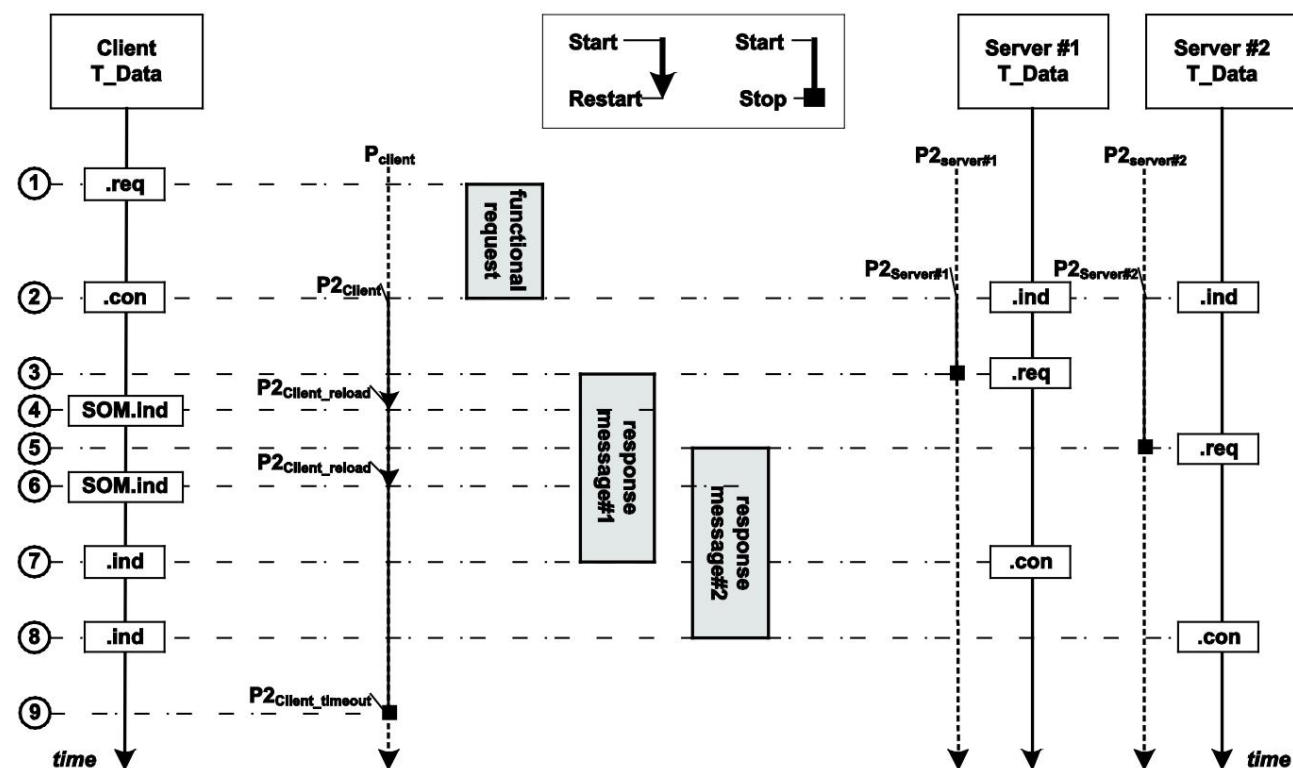 Client
T_Data
Start
Restart
Start
Stop
Server #1
T_Data
Server #2
T_Data
Pclient
P2server#1
P2server#2
1
.req
functional
request
P2Client
P2Server#1
P2Server#2
2
.con
.ind
.ind
3
.req
P2Client_reload
4
SOM.ind
response
message#1
5
.req
P2Client_reload
6
SOM.ind
response
message#2
7
.ind
.con
8
.ind
.con
P2Client_timeout
9
time
time